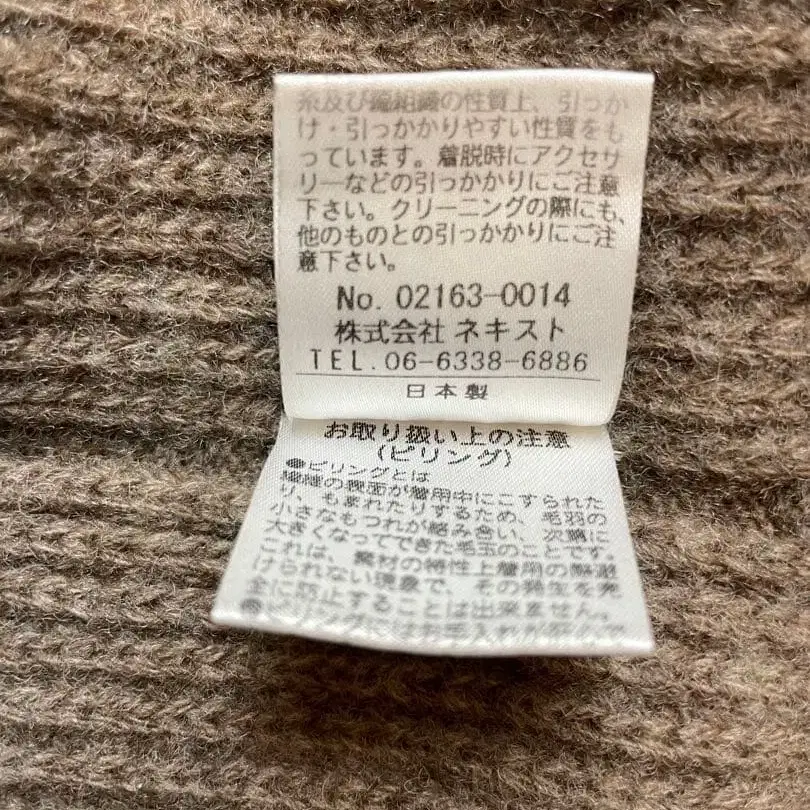 糸及び編組織の性質上、引っか
け・引っかかりやすい性質をも
っています。着脱時にアクセサ
リーなどの引っかかりにご注意
下さい。クリーニングの際にも、
他のものとの引っかかりにご注
意下さい。
No. 02163-0014
株式会社 ネキスト
TEL.06-6338-6886
日本製
お取り扱い上の注意
(ピリング)
●ピリングとは
繊維の表面が着用中にこすられた
り、もまれたりするため、毛羽の
小さなもつれが絡み合い、次第に
大きくなってできた毛玉のことです。
これは、素材の特性上着用の際避
けられない現象で、その発生を完
全に防止することは出来ません。
●ピリングにはお手入れが